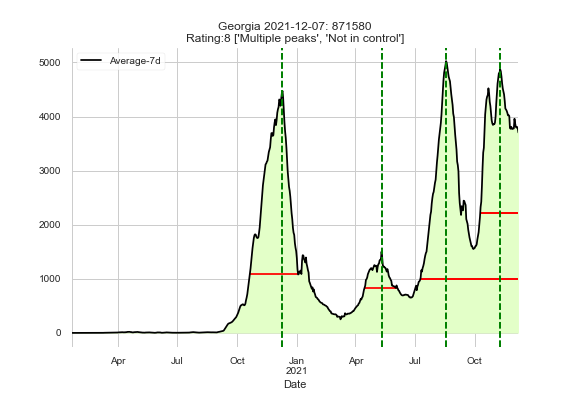 Georgia 2021-12-07: 871580
Rating:8 ['Multiple peaks', 'Not in control']
Average-7d
5000
4000
3000
2000
1000
0
Apr Jul Oct Jan Apr Jul Oct
2021
Date